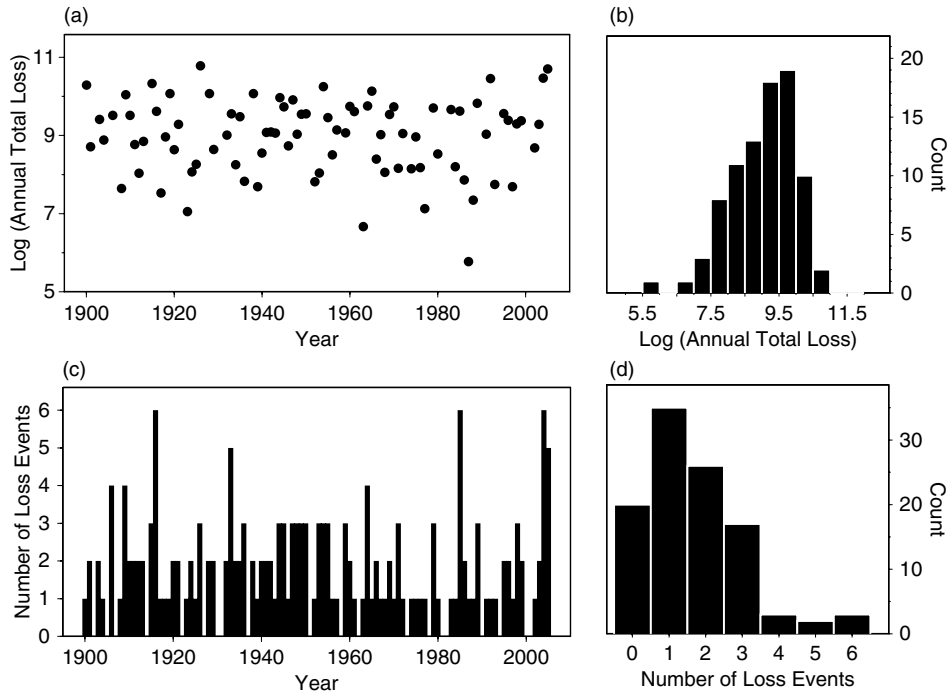 (a)
Log (Annual Total Loss)
11
9
7
5
1900 1920 1940 1960 1980 2000
Year
(b)
20
15
10
5
0
Count
5.5 7.5 9.5 11.5
Log (Annual Total Loss)
(c)
Number of Loss Events
6
5
4
3
2
1
0
1900 1920 1940 1960 1980 2000
Year
(d)
30
20
10
0
Count
0 1 2 3 4 5 6
Number of Loss Events